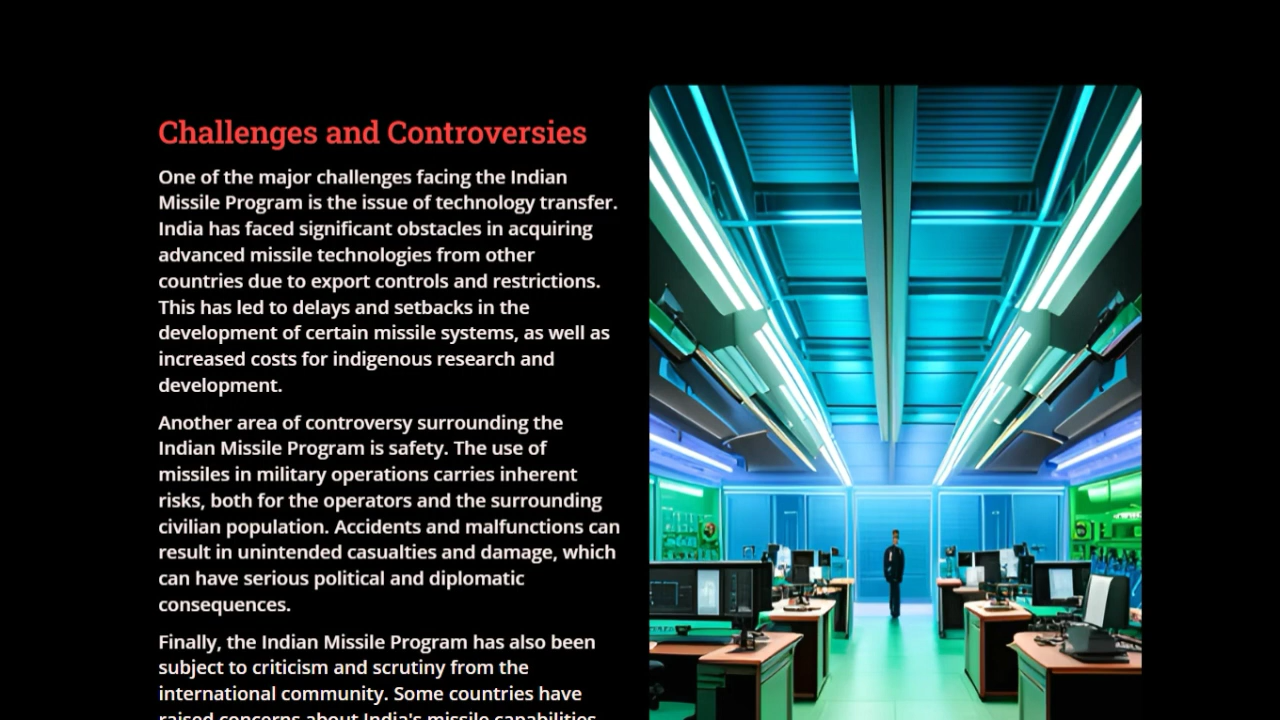 Challenges and Controversies
One of the major challenges facing the Indian
Missile Program is the issue of technology transfer.
India has faced significant obstacles in acquiring
advanced missile technologies from other
countries due to export controls and restrictions.
This has led to delays and setbacks in the
development of certain missile systems, as well as
increased costs for indigenous research and
development.
Another area of controversy surrounding the
Indian Missile Program is safety. The use of
missiles in military operations carries inherent
risks, both for the operators and the surrounding
civilian population. Accidents and malfunctions can
result in unintended casualties and damage, which
can have serious political and diplomatic
consequences.
Finally, the Indian Missile Program has also been
subject to criticism and scrutiny from the
international community. Some countries have
raised concerns about India's missile capabilities